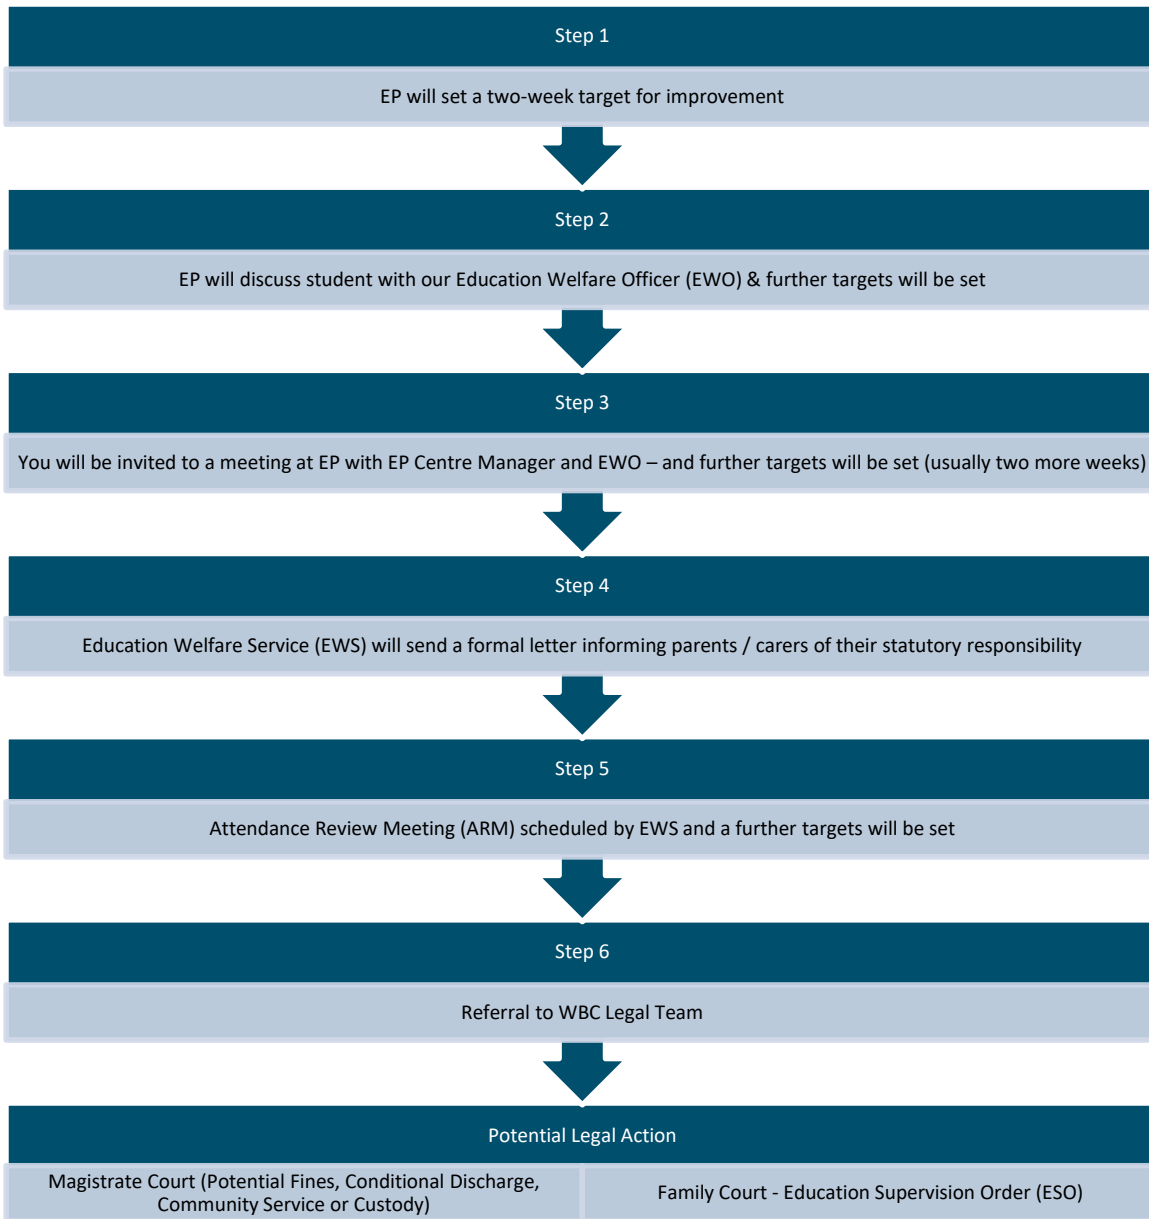 Step 1
EP will set a two-week target for improvement
Step 2
EP will discuss student with our Education Welfare Officer (EWO) & further targets will be set
Step 3
You will be invited to a meeting at EP with EP Centre Manager and EWO – and further targets will be set (usually two more weeks)
Step 4
Education Welfare Service (EWS) will send a formal letter informing parents / carers of their statutory responsibility
Step 5
Attendance Review Meeting (ARM) scheduled by EWS and a further targets will be set
Step 6
Referral to WBC Legal Team
Potential Legal Action
Magistrate Court (Potential Fines, Conditional Discharge,
Community Service or Custody)
Family Court - Education Supervision Order (ESO)